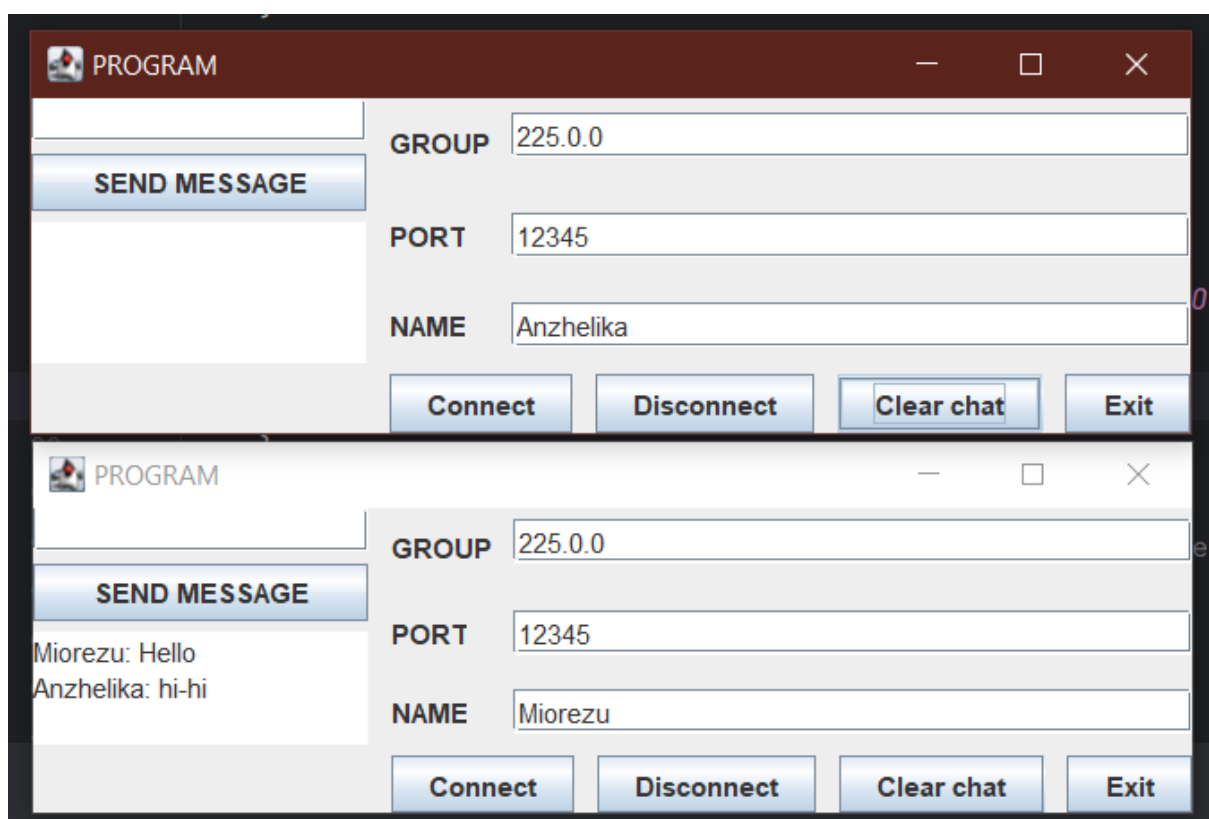 PROGRAM
GROUP 225.0.0
SEND MESSAGE
PORT 12345
NAME Anzhelika
Connect Disconnect Clear chat Exit
PROGRAM
GROUP 225.0.0
SEND MESSAGE
PORT 12345
Miorezu: Hello
Anzhelika: hi-hi
NAME Miorezu
Connect Disconnect Clear chat Exit